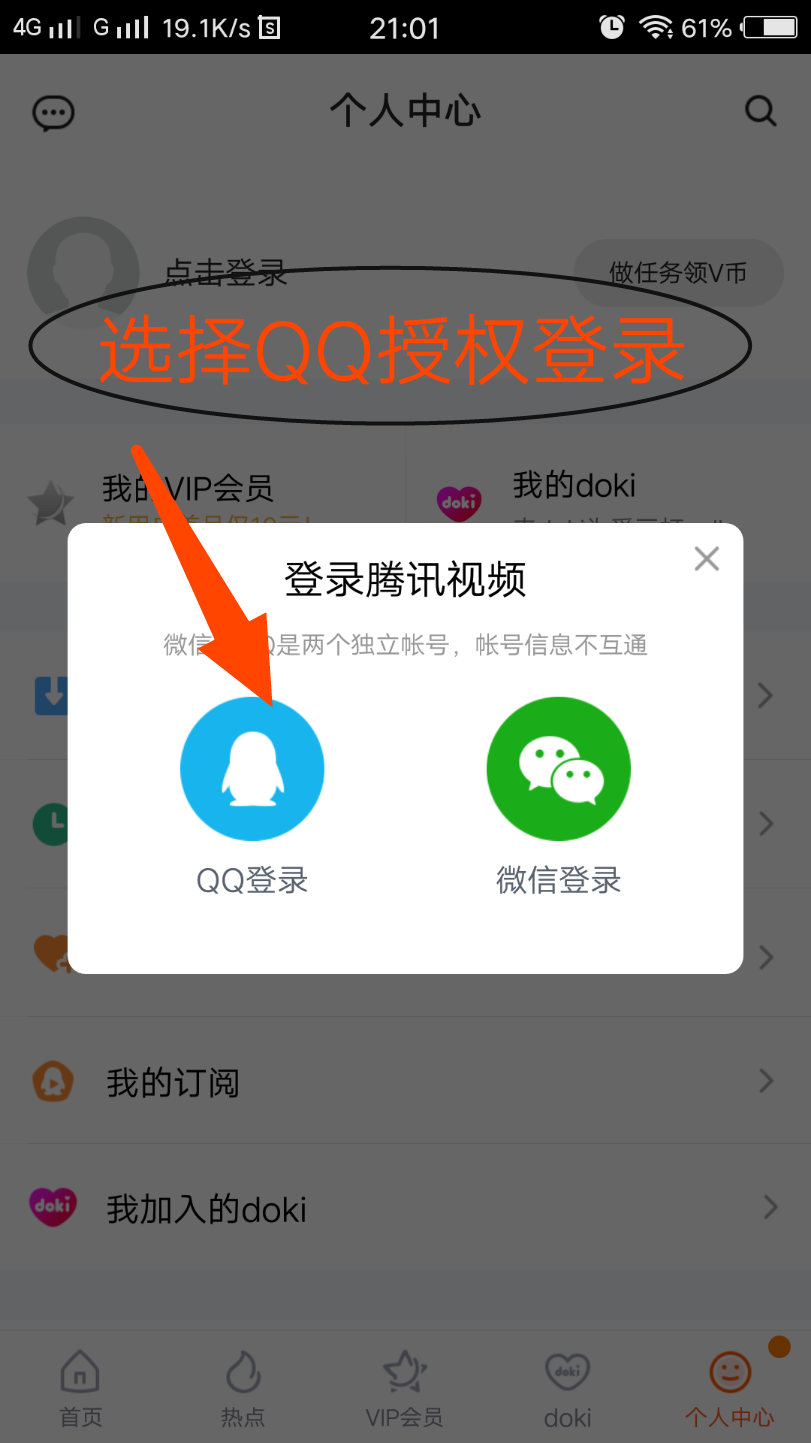 4G G 19.1K/s 21:01 61%
个人中心
点击登录
做任务领V币
选择QQ授权登录
我的VIP会员
我的doki
doki
登录腾讯视频
微信 Q是两个独立帐号，帐号信息不互通
QQ登录
微信登录
我的订阅
doki
我加入的doki
doki
首页
热点
VIP会员
doki
个人中心